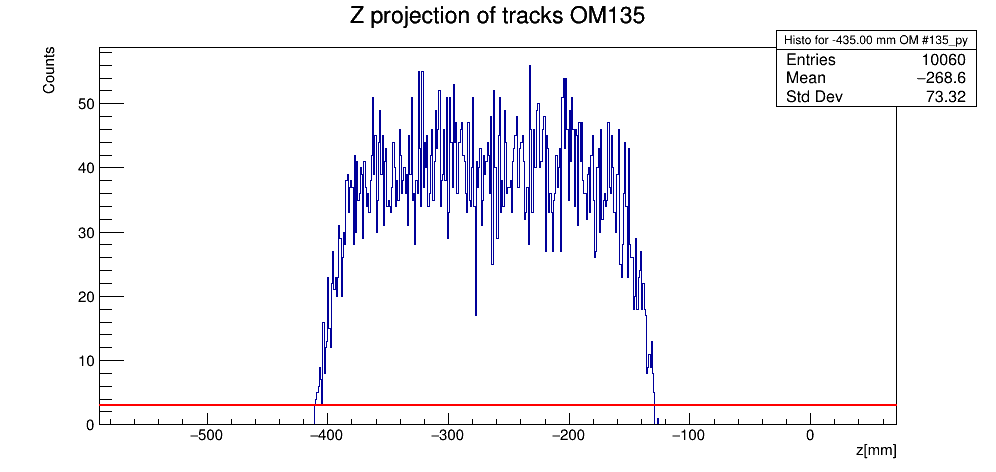 Z projection of tracks OM135
Histo for -435.00 mm OM #135_py
Entries 10060
Mean −268.6
Std Dev 73.32
Counts
50
40
30
20
10
0
−500 −400 −300 −200 −100 0
z[mm]